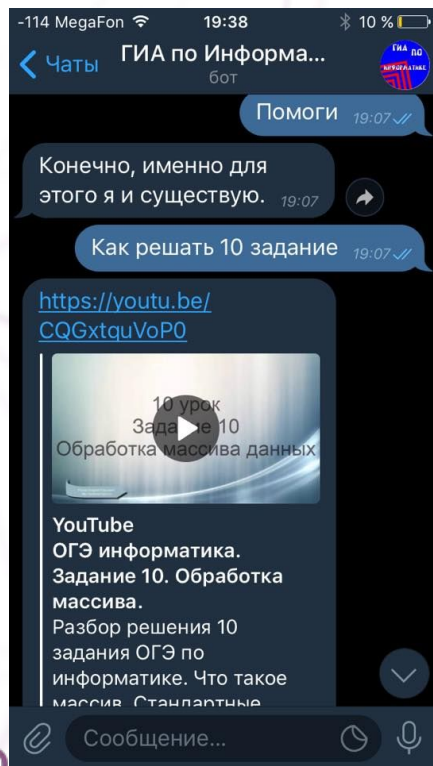 -114 MegaFon 19:38 10 %
Чаты
ГИА по Информа...
бот
ГИА ПО
ИНФОРМАТИКЕ
Помоги 19:07
Конечно, именно для
этого я и существую. 19:07
Как решать 10 задание 19:07
https://youtu.be/
CQGxtquVoP0
10 урок
Задание 10
Обработка массива данных
YouTube
ОГЭ информатика.
Задание 10. Обработка
массива.
Разбор решения 10
задания ОГЭ по
информатике. Что такое
массив. Стандартные
Сообщение...